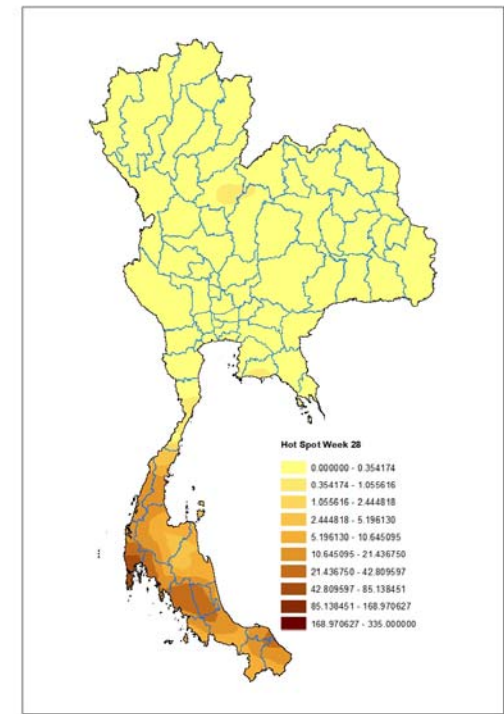 Hot Spot Week 28
0.000000 - 0.354174
0.354174 - 1.055616
1.055616 - 2.444818
2.444818 - 5.196130
5.196130 - 10.645095
10.645095 - 21.436750
21.436750 - 42.809597
42.809597 - 85.138451
85.138451 - 168.970627
168.970627 - 335.000000